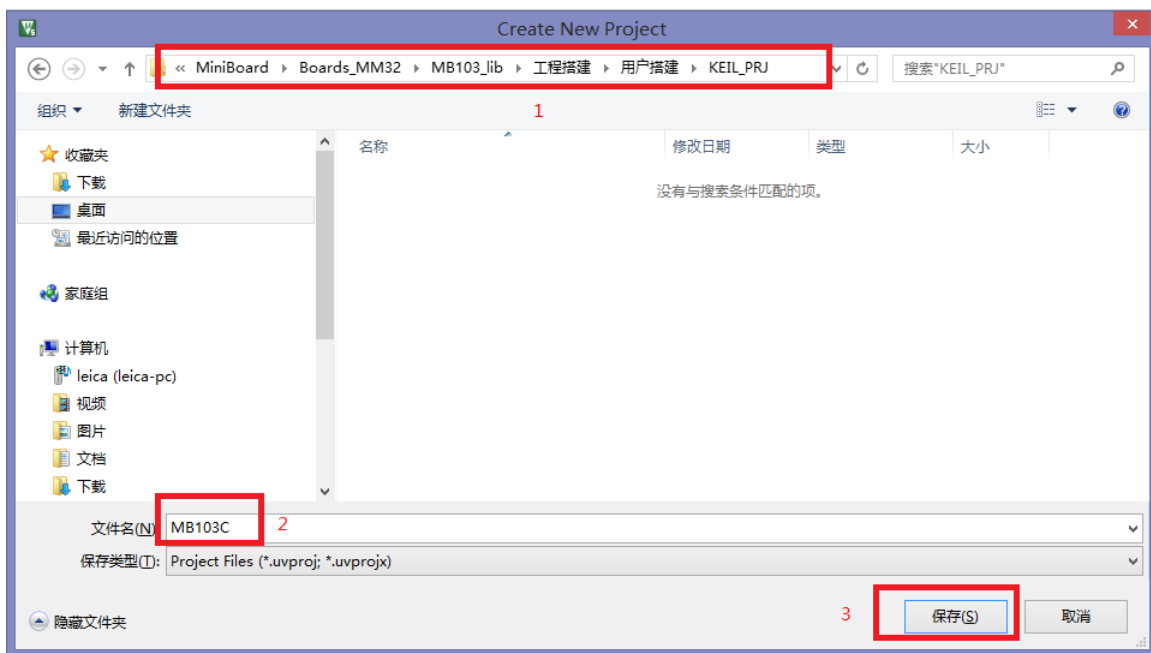 Create New Project
« MiniBoard ▸ Boards_MM32 ▸ MB103_lib ▸ 工程搭建 ▸ 用户搭建 ▸ KEIL_PRJ 搜索"KEIL_PRJ"
组织 新建文件夹 1
名称 修改日期 类型 大小
没有与搜索条件匹配的项。
收藏夹
下载
桌面
最近访问的位置
家庭组
计算机
leica (leica-pc)
视频
图片
文档
下载
文件名(N) MB103C 2
保存类型(T): Project Files (*.uvproj; *.uvprojx)
隐藏文件夹 3 保存(S) 取消